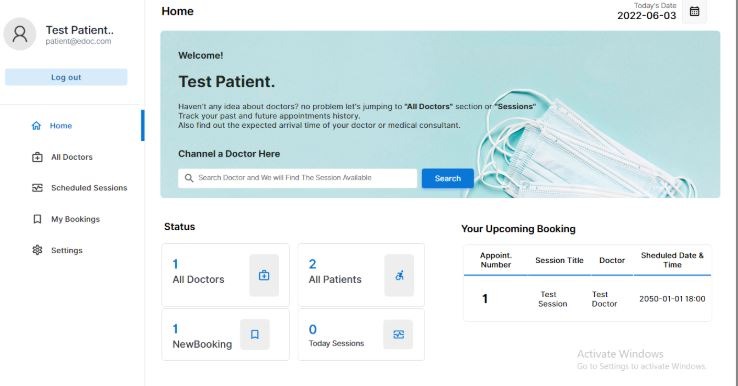 Test Patient..
patient@edoc.com
Log out
Home
All Doctors
Scheduled Sessions
My Bookings
Settings
Home
Today's Date
2022-06-03
Welcome!
Test Patient.
Haven't any idea about doctors? no problem let's jumping to "All Doctors" section or "Sessions"
Track your past and future appointments history.
Also find out the expected arrival time of your doctor or medical consultant.
Channel a Doctor Here
Search Doctor and We will Find The Session Available
Search
Status
1
All Doctors
2
All Patients
1
NewBooking
0
Today Sessions
Your Upcoming Booking
Appoint. Session Title Doctor Sheduled Date &
Number Time
1 Test Test 2050-01-01 18:00
Session Doctor
Activate Windows
Go to Settings to activate Windows.